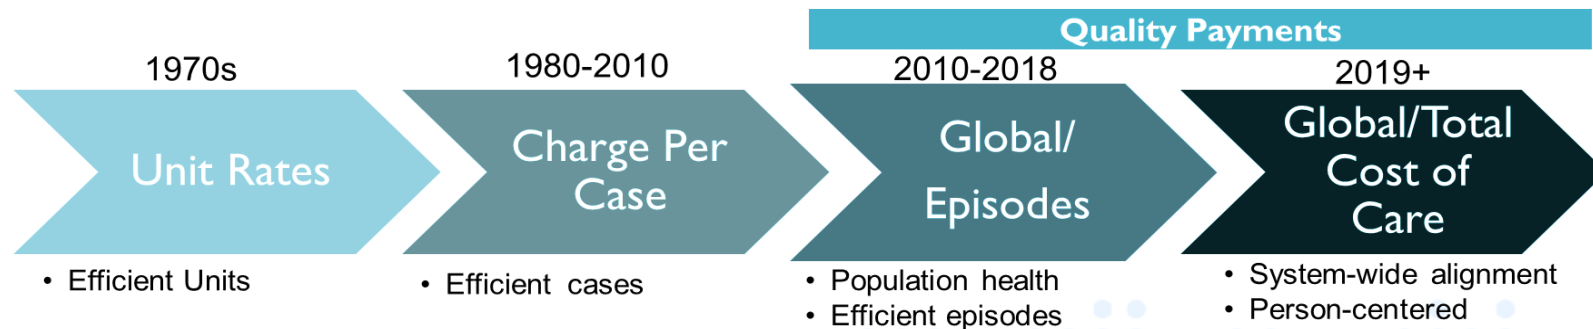 Quality Payments
1970s
1980-2010
2010-2018
2019+
Unit Rates
Charge Per
Case
Global/
Episodes
Global/Total
Cost of
Care
• Efficient Units
• Efficient cases
• Population health
• Efficient episodes
• System-wide alignment
• Person-centered